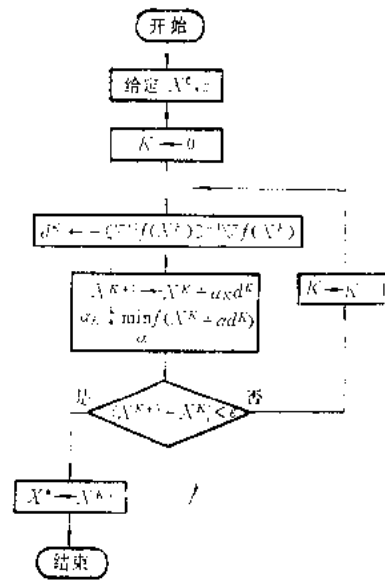 开始
给定 X⁰, ε
K ← 0
d^K ← −[∇²f(X^K)]⁻¹∇f(X^K)
X^{K+1} ← X^K + α_K d^K
α_K : min f(X^K + αd^K)
α
K ← K + 1
是
|X^{K+1} − X^K| < ε
否
X* ← X^{K+1}
结束